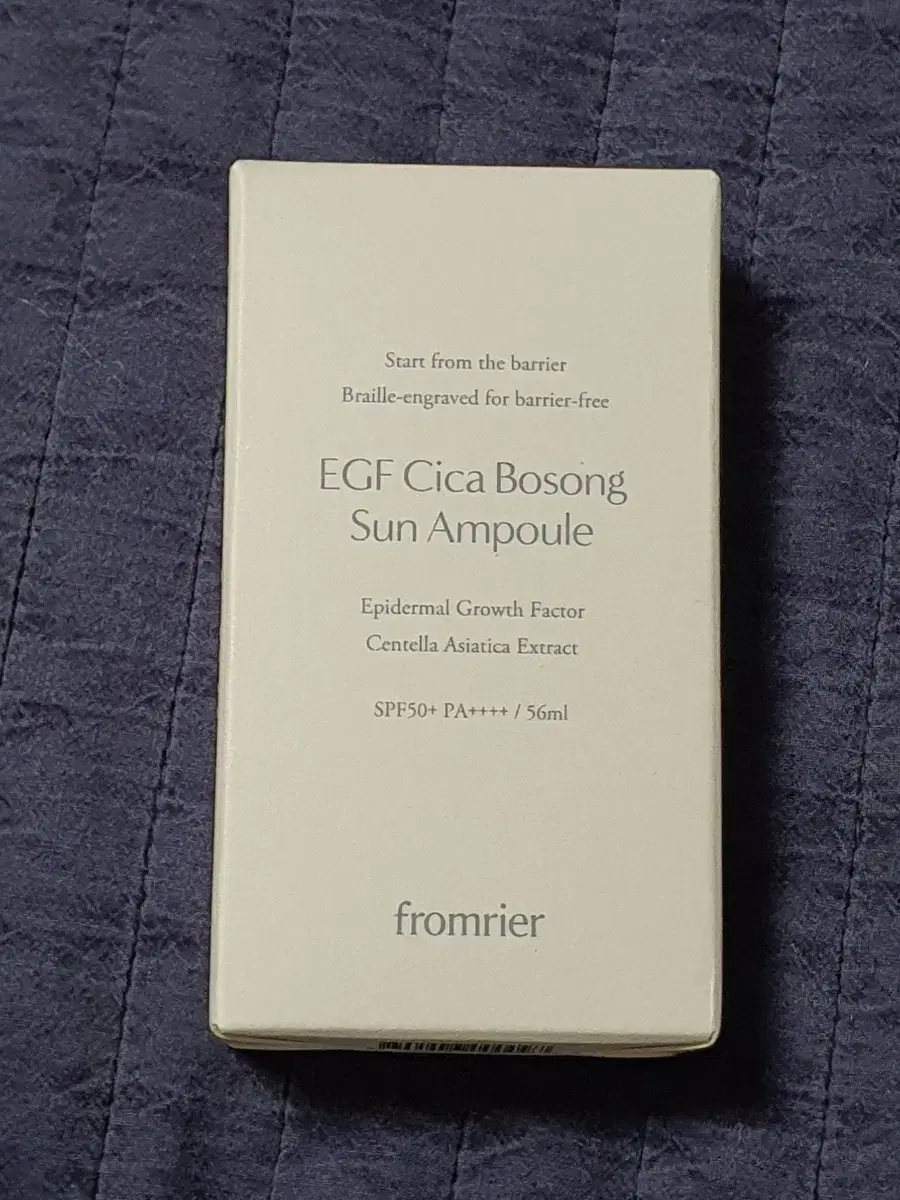 Start from the barrier
Braille-engraved for barrier-free
EGF Cica Bosong
Sun Ampoule
Epidermal Growth Factor
Centella Asiatica Extract
SPF50+ PA++++ / 56ml
fromrier